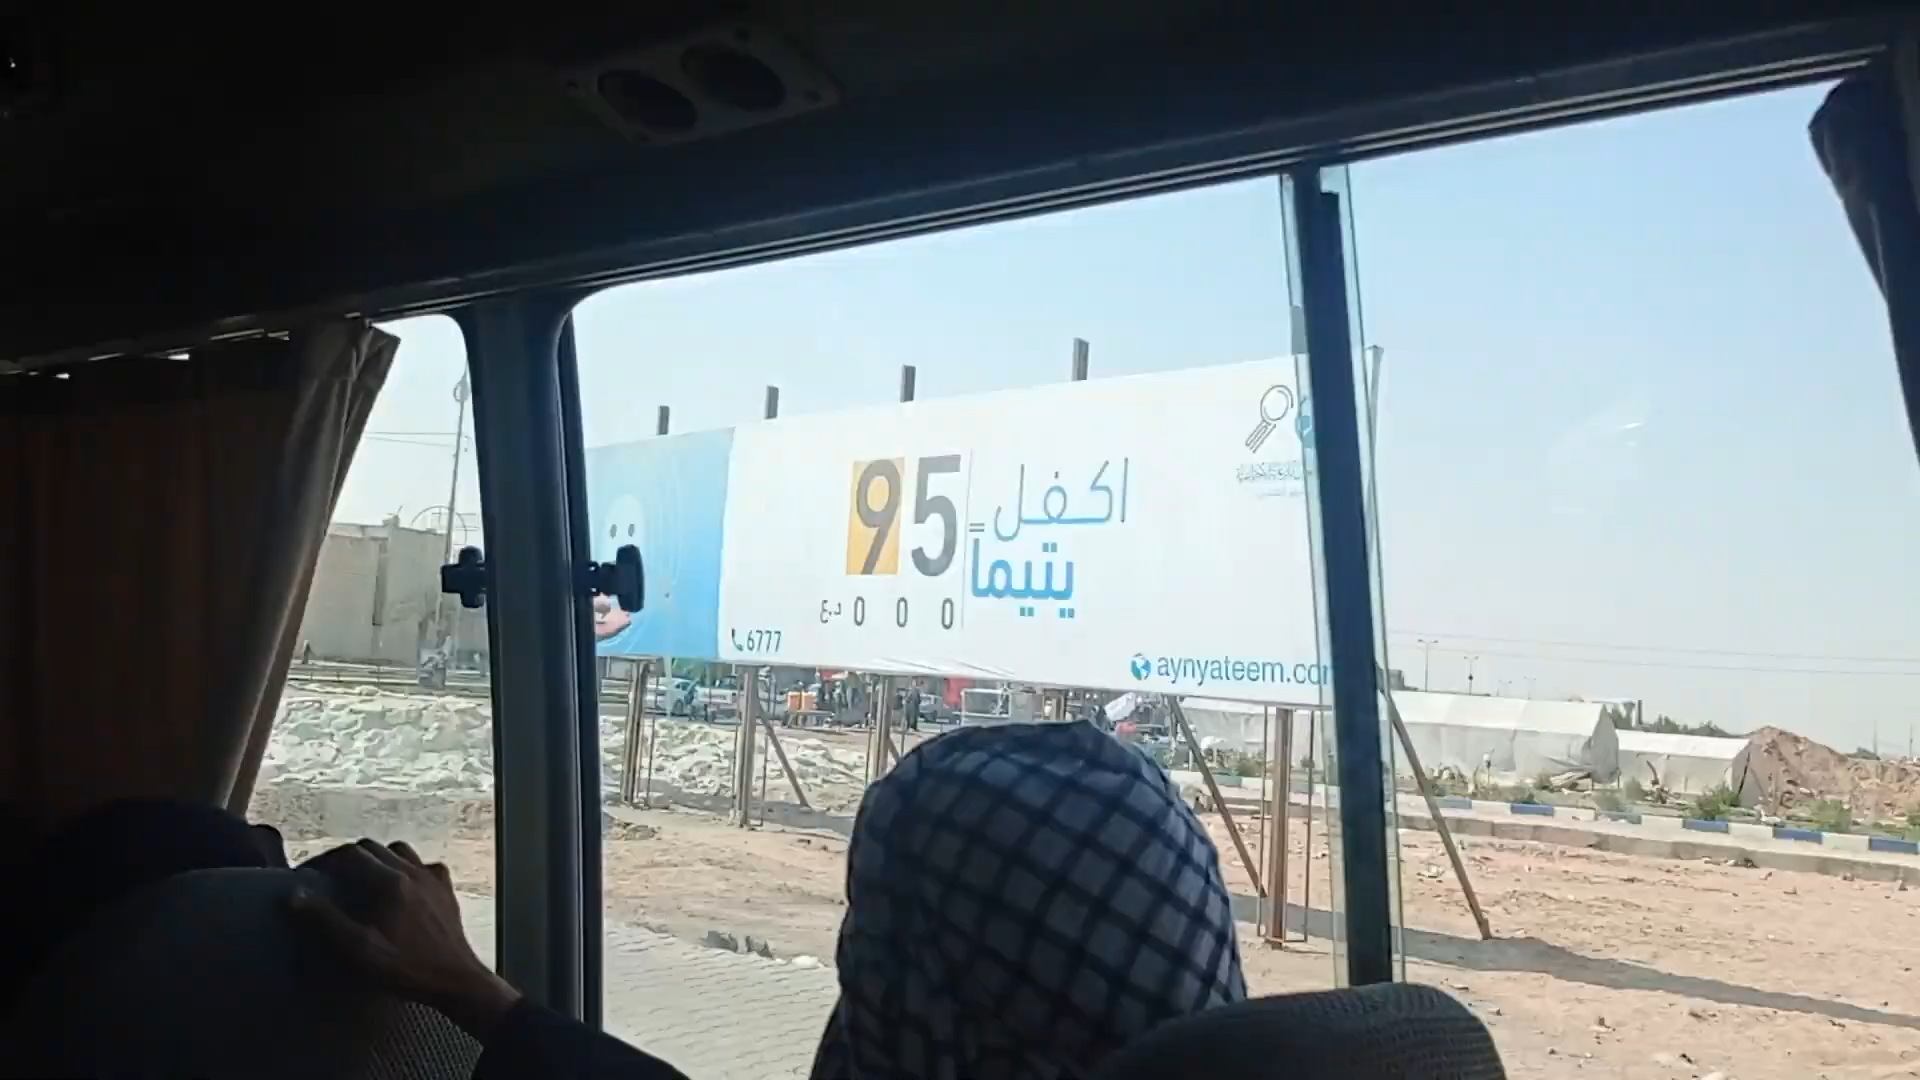 اكفل
يتيماً
=
95
000 د.ع
6777
aynyateem.com